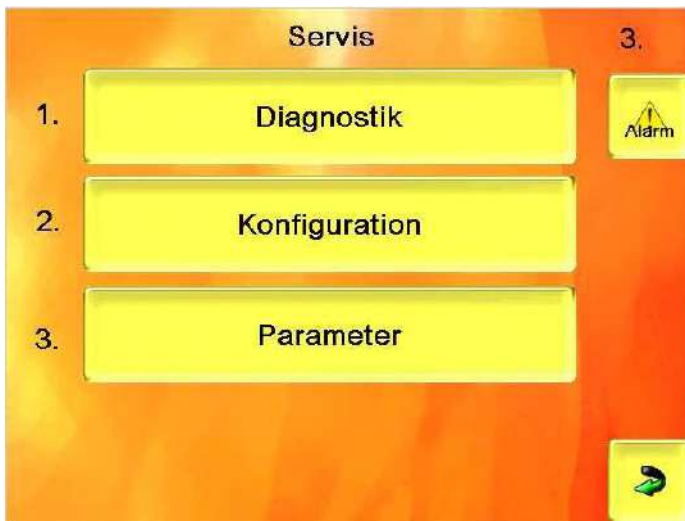 Servis
3.
1.
Diagnostik
Alarm
2.
Konfiguration
3.
Parameter